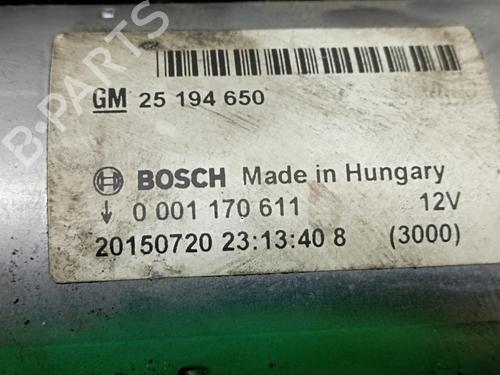 GM 25 194 650
BOSCH Made in Hungary
↓ 0 001 170 611 12V
20150720 23:13:40 8 (3000)
B-PARTS